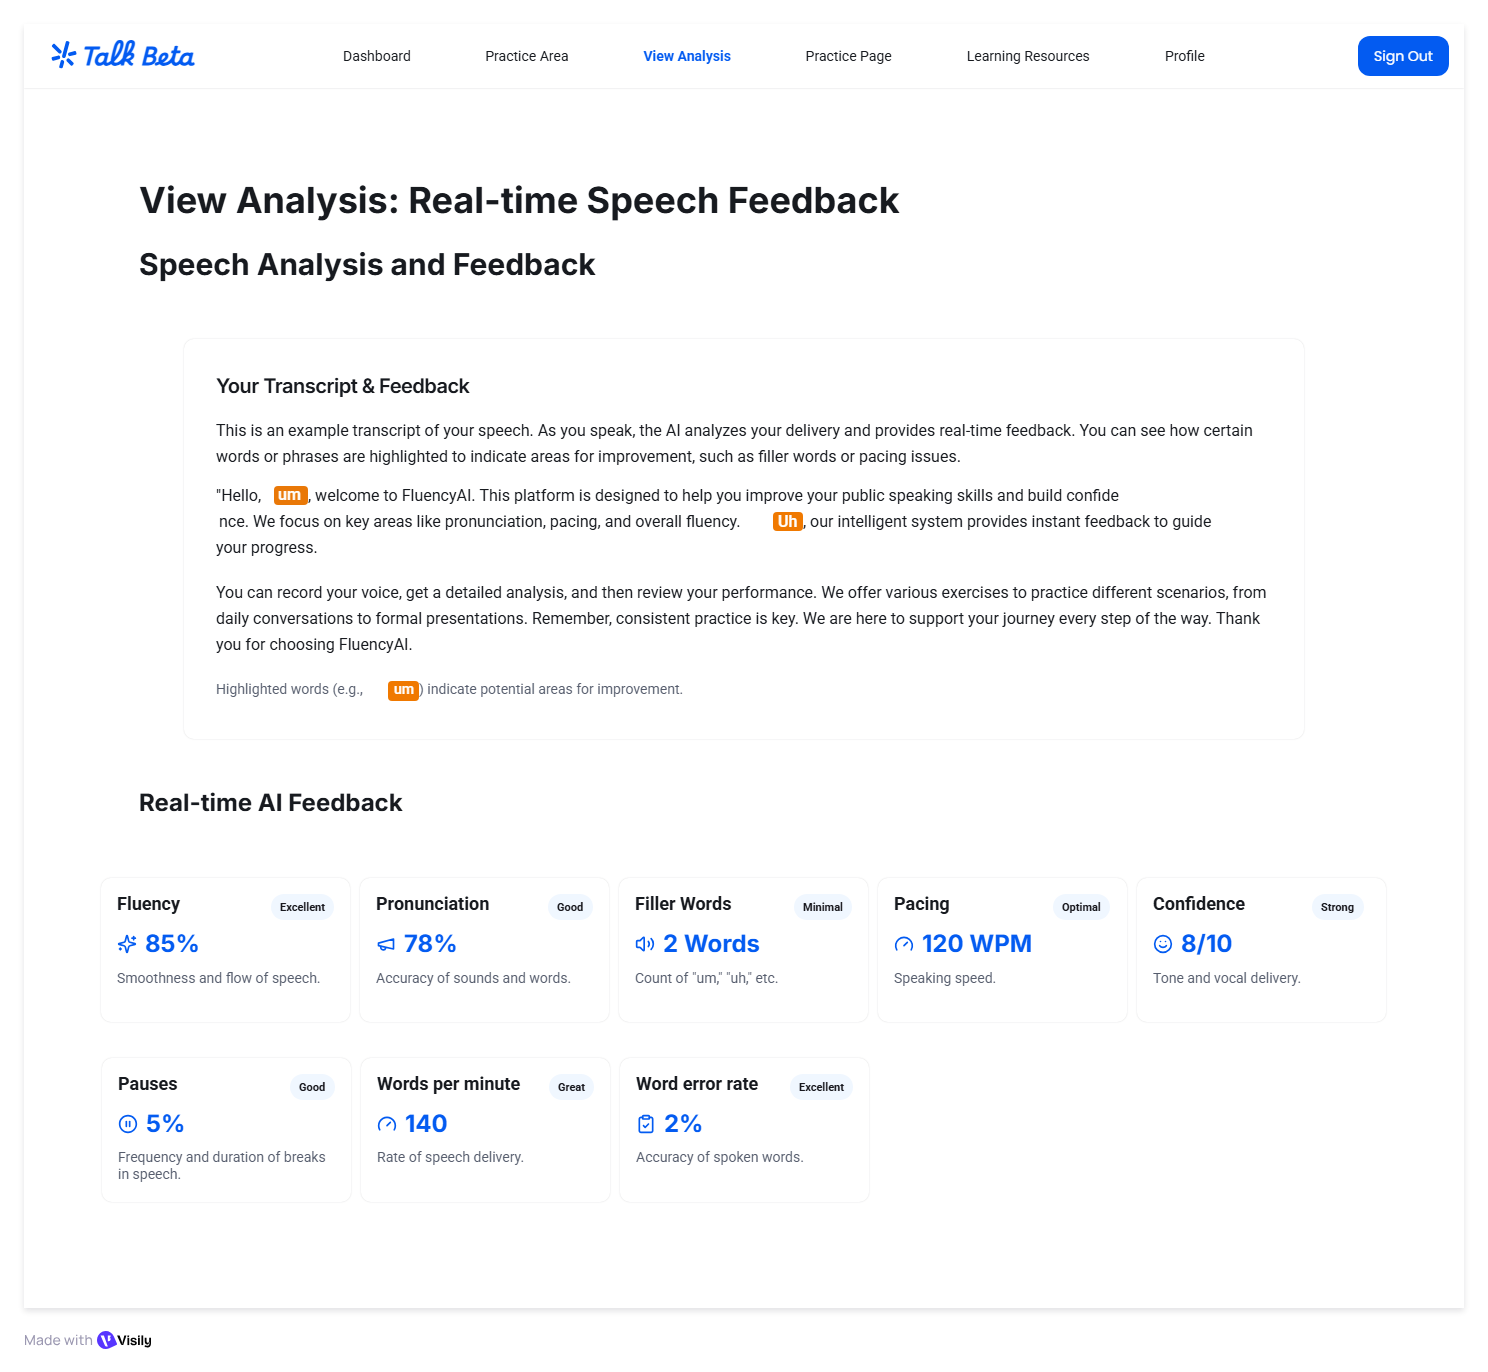 Talk Beta
Dashboard
Practice Area
View Analysis
Practice Page
Learning Resources
Profile
Sign Out
View Analysis: Real-time Speech Feedback
Speech Analysis and Feedback
Your Transcript & Feedback
This is an example transcript of your speech. As you speak, the AI analyzes your delivery and provides real-time feedback. You can see how certain
words or phrases are highlighted to indicate areas for improvement, such as filler words or pacing issues.
"Hello, um, welcome to FluencyAI. This platform is designed to help you improve your public speaking skills and build confide
nce. We focus on key areas like pronunciation, pacing, and overall fluency. Uh, our intelligent system provides instant feedback to guide
your progress.
You can record your voice, get a detailed analysis, and then review your performance. We offer various exercises to practice different scenarios, from
daily conversations to formal presentations. Remember, consistent practice is key. We are here to support your journey every step of the way. Thank
you for choosing FluencyAI.
Highlighted words (e.g., um) indicate potential areas for improvement.
Real-time AI Feedback
Fluency
Excellent
85%
Smoothness and flow of speech.
Pronunciation
Good
78%
Accuracy of sounds and words.
Filler Words
Minimal
2 Words
Count of "um," "uh," etc.
Pacing
Optimal
120 WPM
Speaking speed.
Confidence
Strong
8/10
Tone and vocal delivery.
Pauses
Good
5%
Frequency and duration of breaks
in speech.
Words per minute
Great
140
Rate of speech delivery.
Word error rate
Excellent
2%
Accuracy of spoken words.
Made with Visily